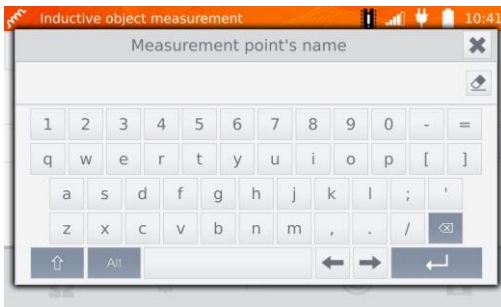 Inductive object measurement 10:41
Measurement point's name
1 2 3 4 5 6 7 8 9 0 - =
q w e r t y u i o p [ ]
a s d f g h j k l ; '
z x c v b n m , . /
Alt